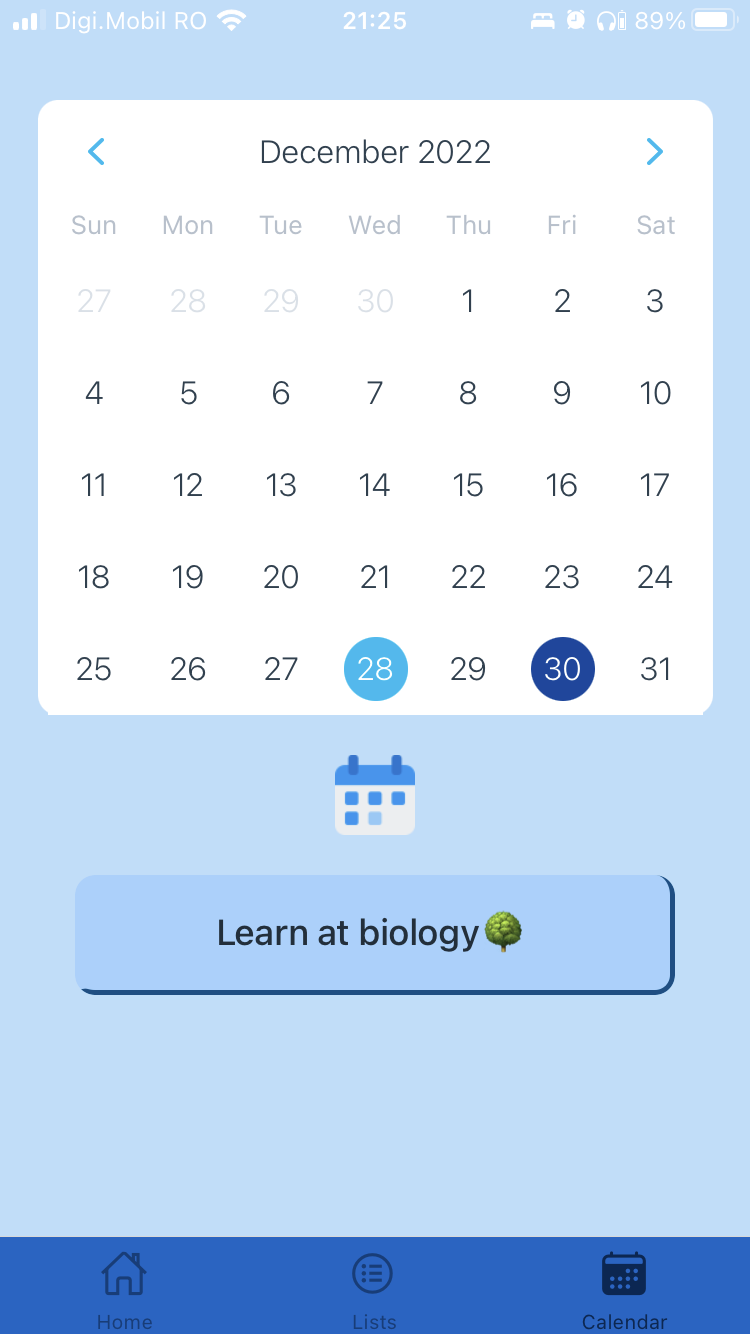 Digi.Mobil RO 21:25 89%
December 2022
Sun Mon Tue Wed Thu Fri Sat
27 28 29 30 1 2 3
4 5 6 7 8 9 10
11 12 13 14 15 16 17
18 19 20 21 22 23 24
25 26 27 28 29 30 31
Learn at biology🌳
Home Lists Calendar